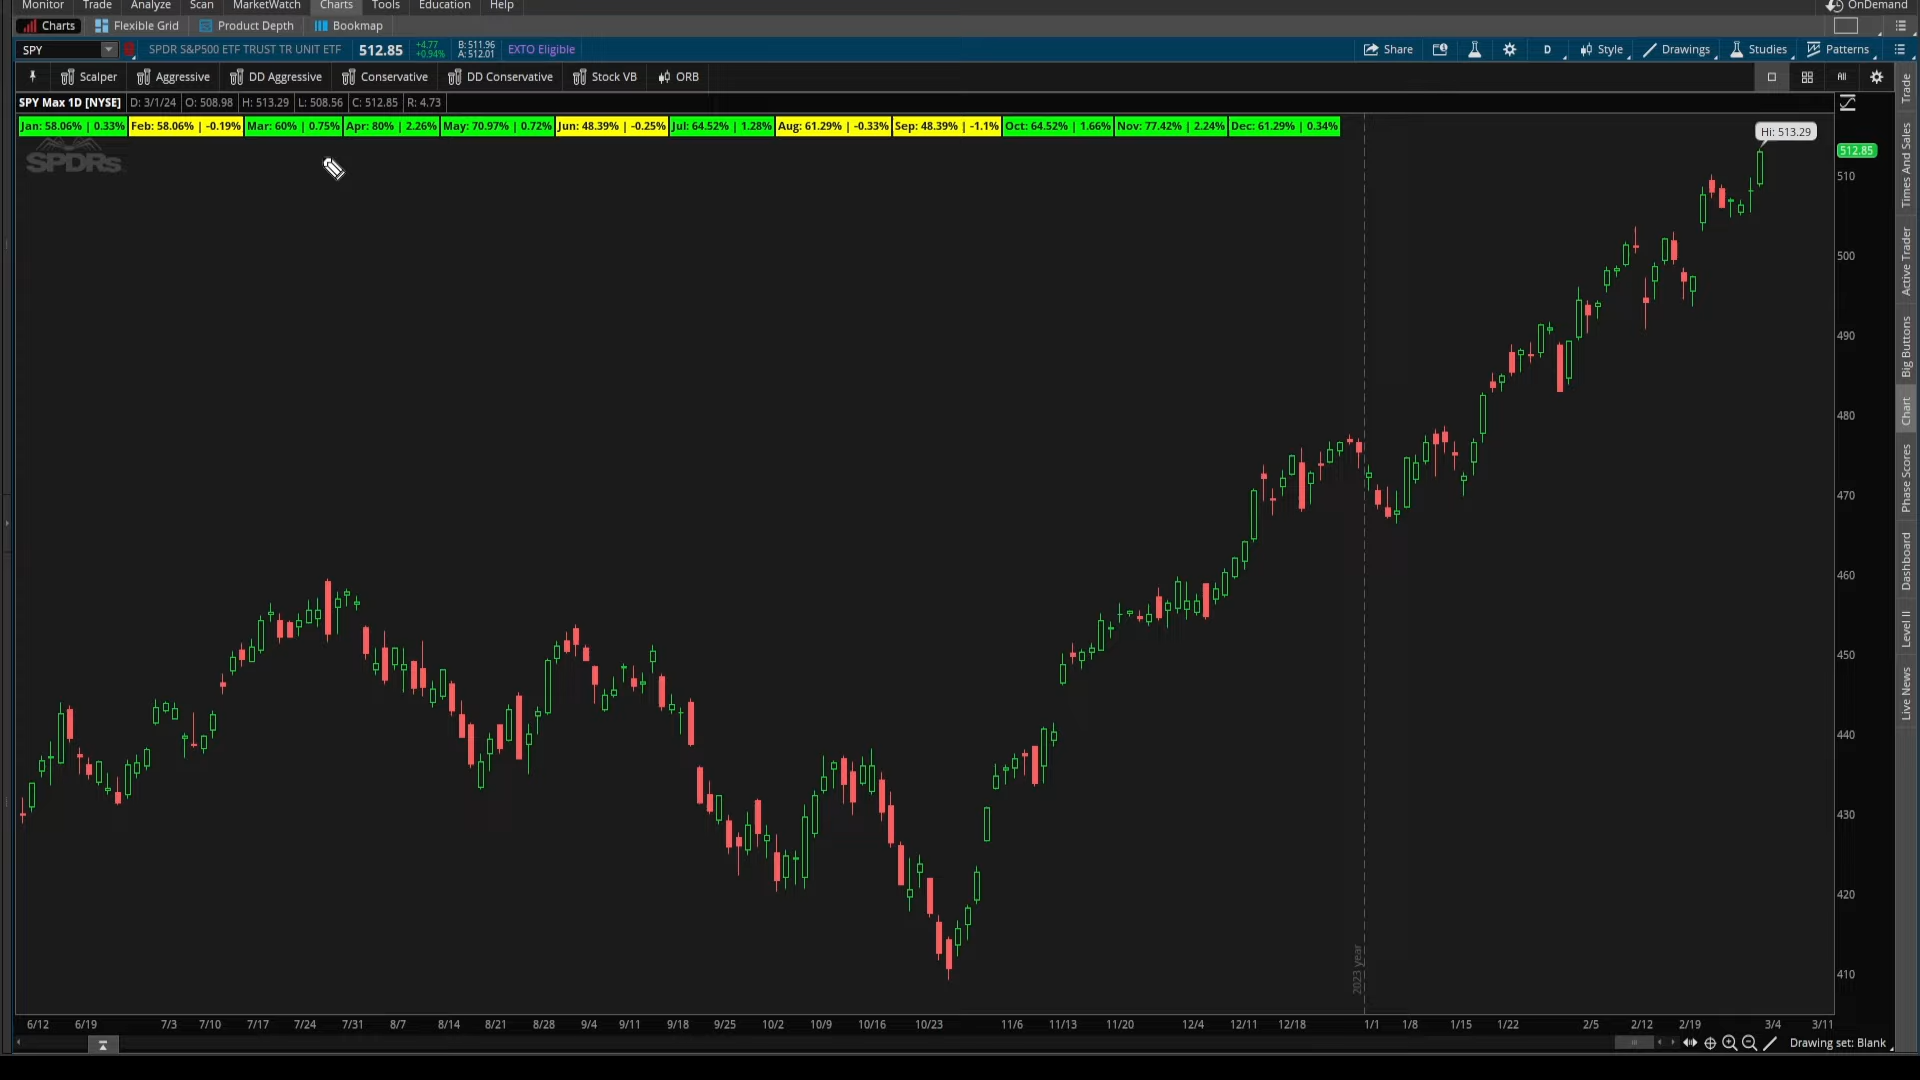 Monitor Trade Analyze Scan MarketWatch Charts Tools Education Help OnDemand
Charts Flexible Grid Product Depth Bookmap
SPY SPDR S&P500 ETF TRUST TR UNIT ETF 512.85 +4.77 +0.94% B: 511.96 A: 512.01 EXTO Eligible Share D Style Drawings Studies Patterns
Scalper Aggressive DD Aggressive Conservative DD Conservative Stock VB ORB All
SPY Max 1D [NYSE] D: 3/1/24 O: 508.98 H: 513.29 L: 508.56 C: 512.85 R: 4.73
Jan: 58.06% | 0.33% Feb: 58.06% | -0.19% Mar: 60% | 0.75% Apr: 80% | 2.26% May: 70.97% | 0.72% Jun: 48.39% | -0.25% Jul: 64.52% | 1.28% Aug: 61.29% | -0.33% Sep: 48.39% | -1.1% Oct: 64.52% | 1.66% Nov: 77.42% | 2.24% Dec: 61.29% | 0.34%
Hi: 513.29
SPDRs
512.85
510
500
490
480
470
460
450
440
430
420
410
2023 year
6/12 6/19 7/3 7/10 7/17 7/24 7/31 8/7 8/14 8/21 8/28 9/4 9/11 9/18 9/25 10/2 10/9 10/16 10/23 11/6 11/13 11/20 12/4 12/11 12/18 1/1 1/8 1/15 1/22 2/5 2/12 2/19 3/4 3/11
Drawing set: Blank
Trade
Times And Sales
Active Trader
Big Buttons
Chart
Phase Scores
Dashboard
Level II
Live News